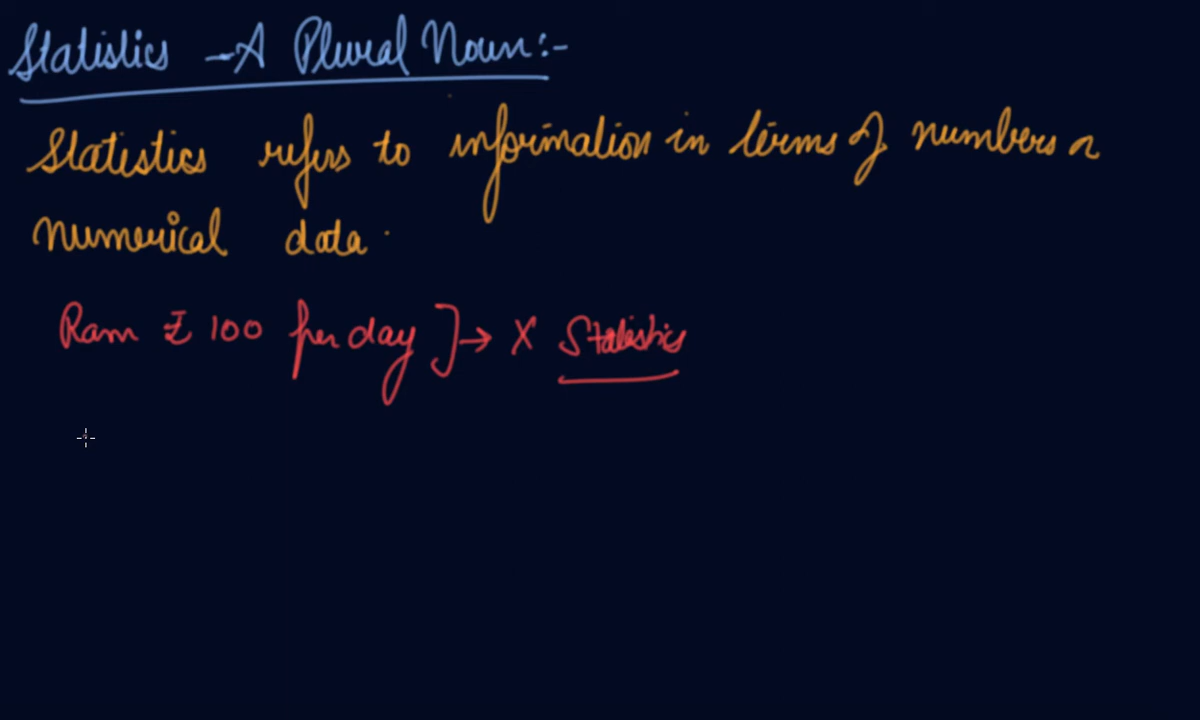 Statistics - A Plural Noun:-
Statistics refers to information in terms of numbers or
numerical data.
Ram ₹ 100 per day ] → X Statistics